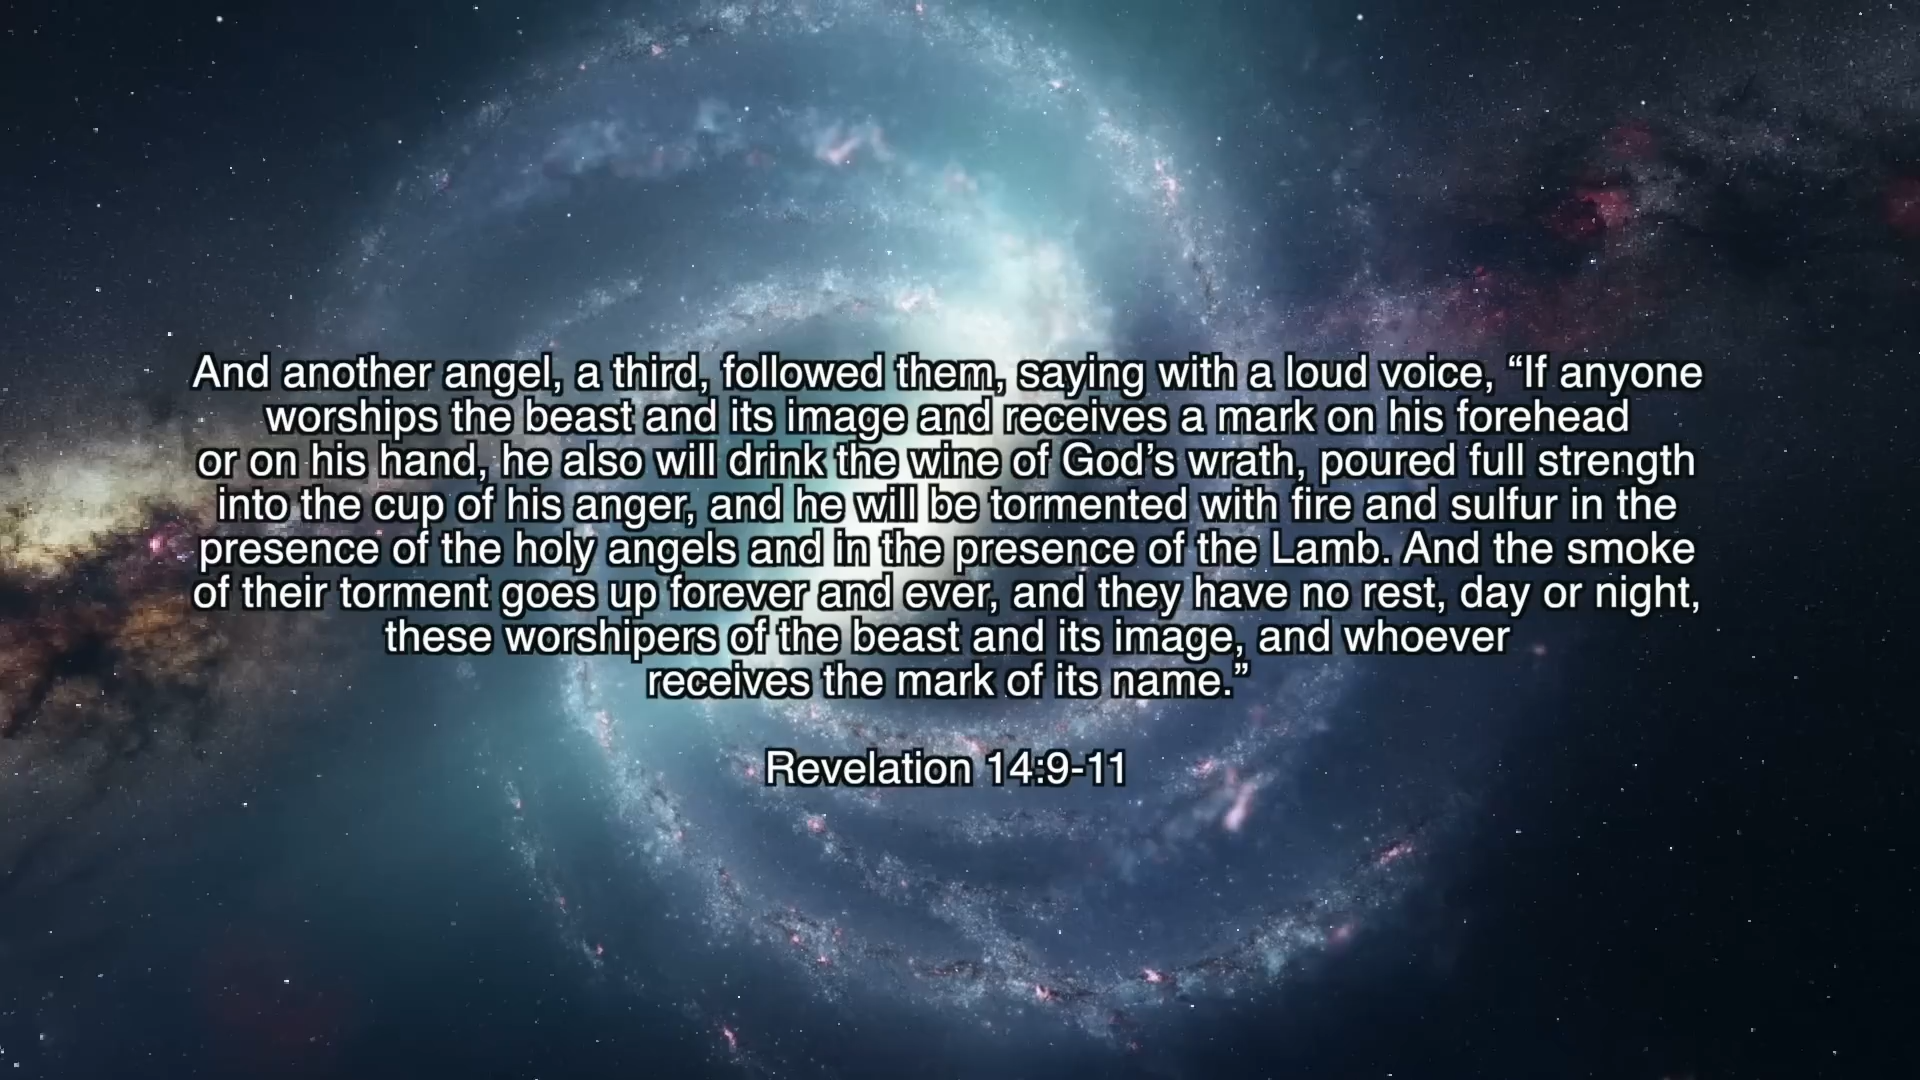 And another angel, a third, followed them, saying with a loud voice, “If anyone
worships the beast and its image and receives a mark on his forehead
or on his hand, he also will drink the wine of God’s wrath, poured full strength
into the cup of his anger, and he will be tormented with fire and sulfur in the
presence of the holy angels and in the presence of the Lamb. And the smoke
of their torment goes up forever and ever, and they have no rest, day or night,
these worshipers of the beast and its image, and whoever
receives the mark of its name.”
Revelation 14:9-11